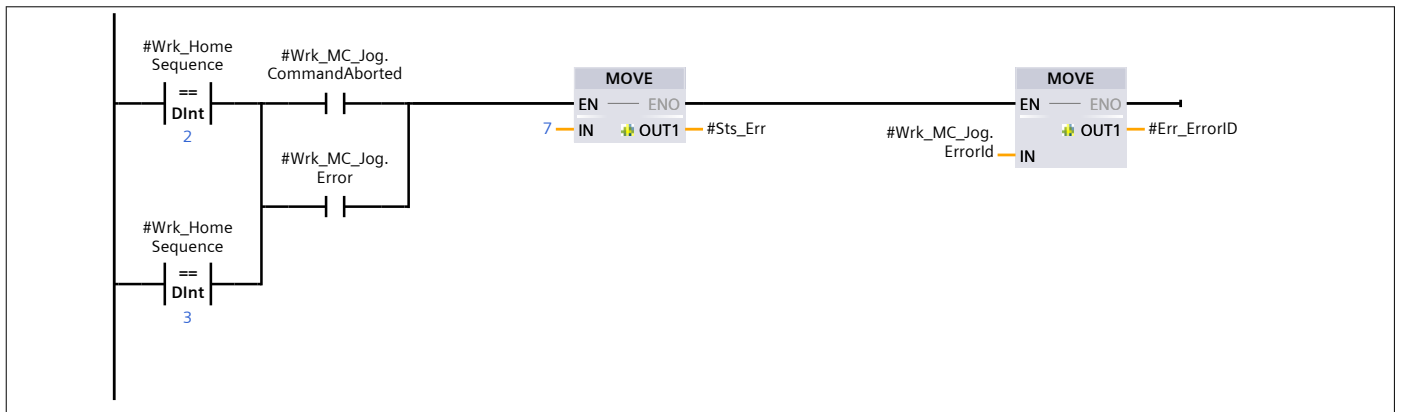 #Wrk_Home
Sequence
==
DInt
2
#Wrk_MC_Jog.
CommandAborted
#Wrk_MC_Jog.
Error
#Wrk_Home
Sequence
==
DInt
3
MOVE
EN ENO
7 IN OUT1 #Sts_Err
MOVE
EN ENO
#Wrk_MC_Jog.
ErrorId
IN
OUT1 #Err_ErrorID